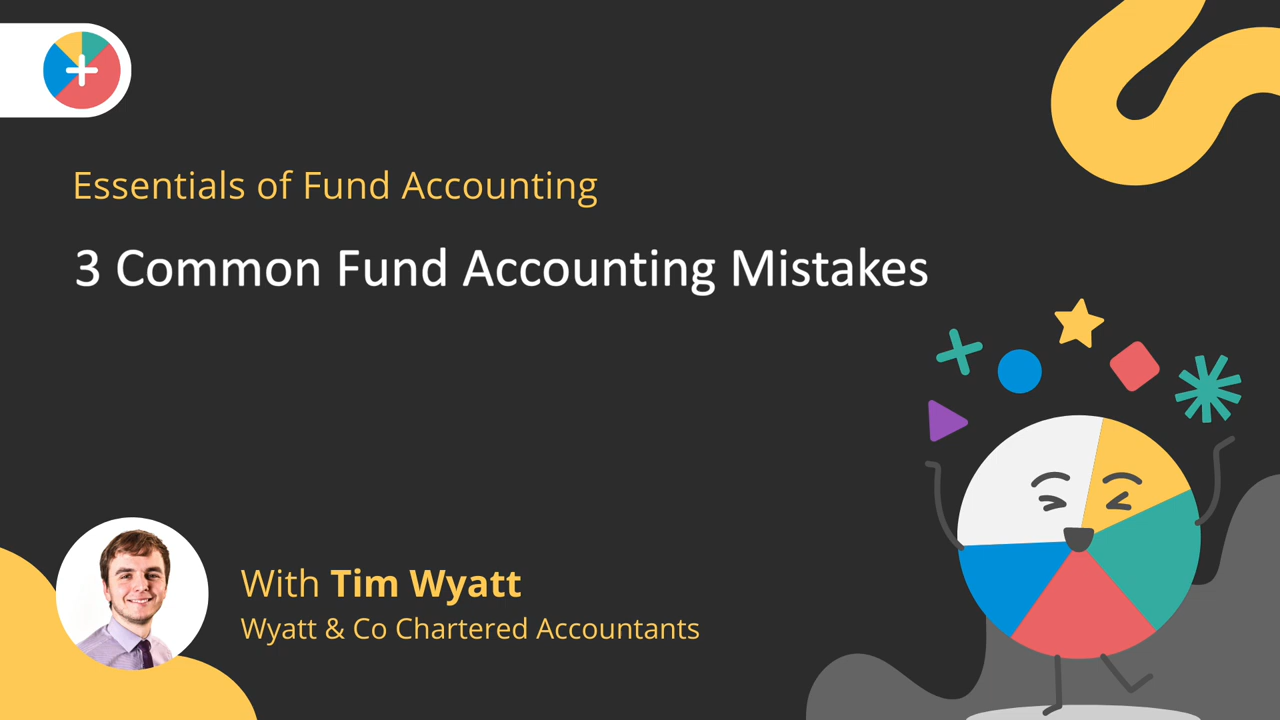 Essentials of Fund Accounting
3 Common Fund Accounting Mistakes
With Tim Wyatt
Wyatt & Co Chartered Accountants